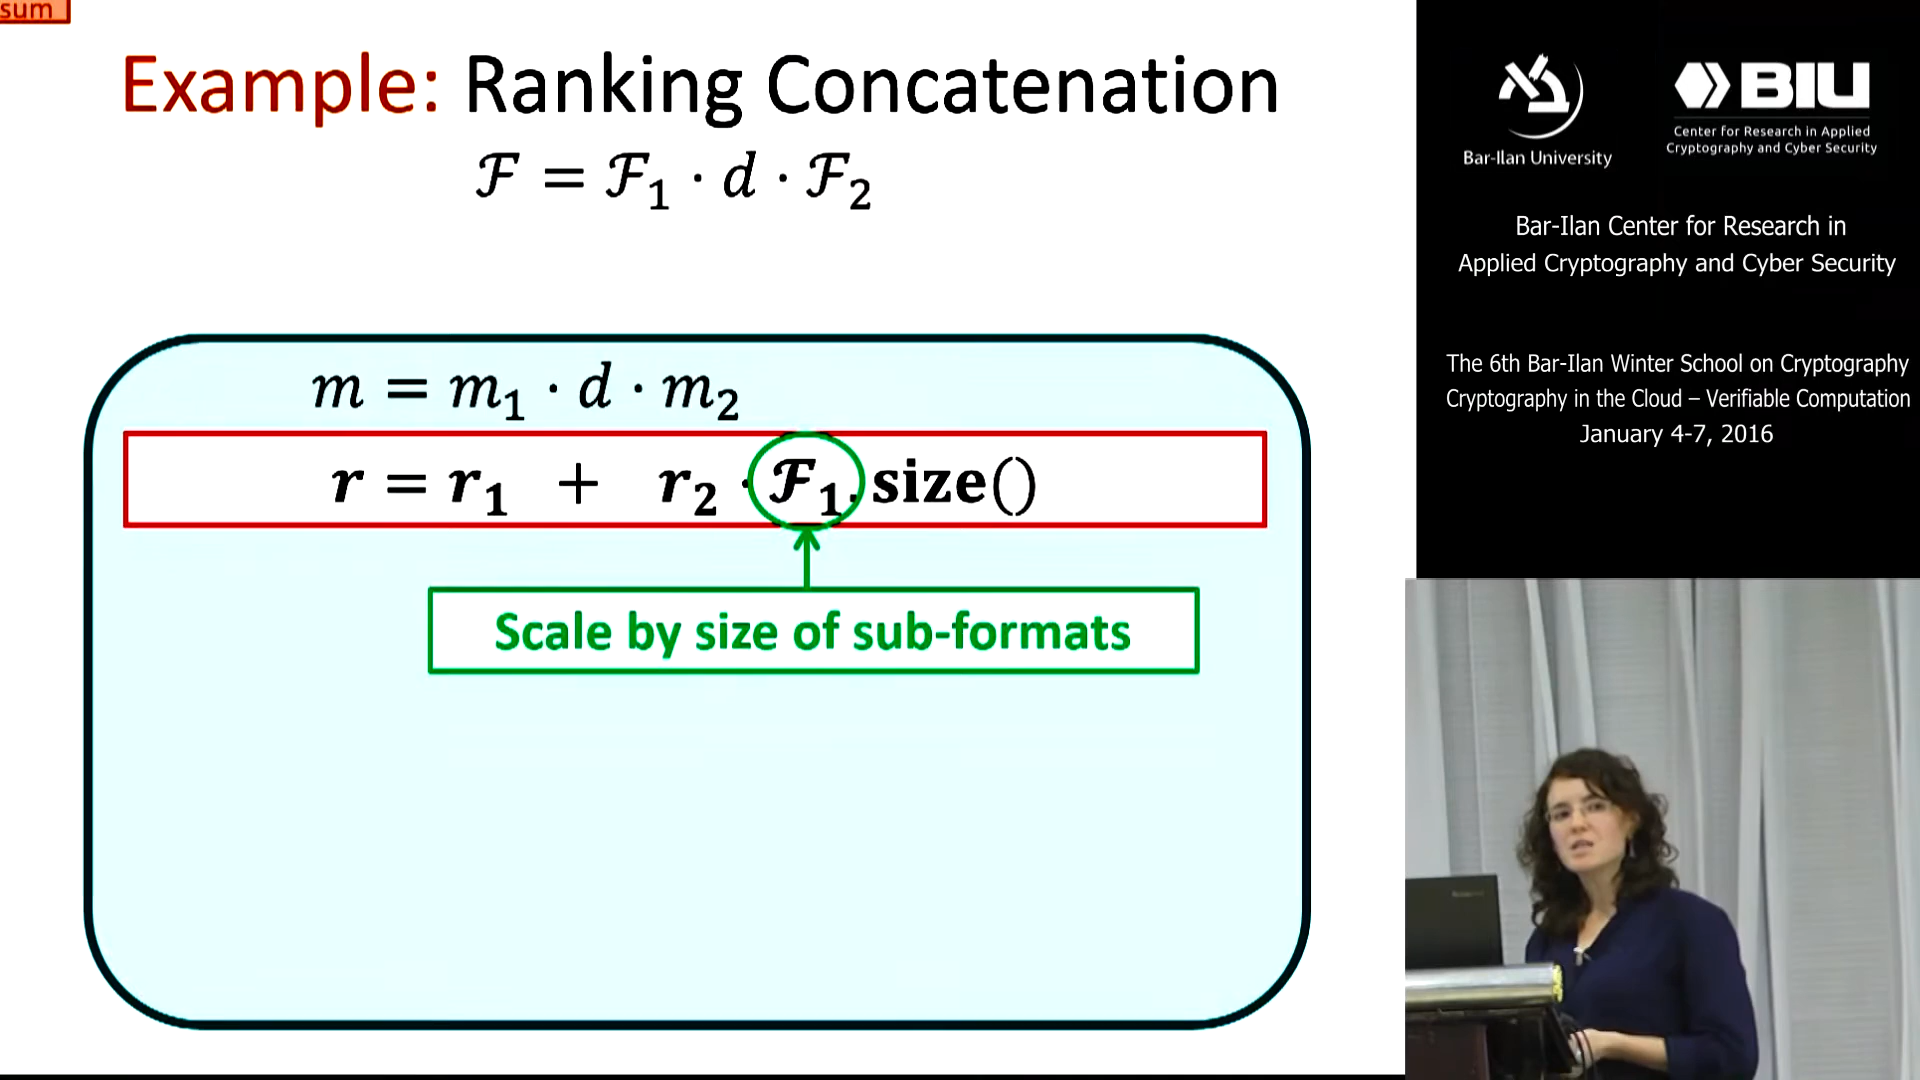 sum
Example: Ranking Concatenation
ℱ = ℱ₁ · d · ℱ₂
m = m₁ · d · m₂
r = r₁ + r₂ · ℱ₁.size()
Scale by size of sub-formats
Bar-Ilan University
BIU
Center for Research in Applied
Cryptography and Cyber Security
Bar-Ilan Center for Research in
Applied Cryptography and Cyber Security
The 6th Bar-Ilan Winter School on Cryptography
Cryptography in the Cloud – Verifiable Computation
January 4-7, 2016